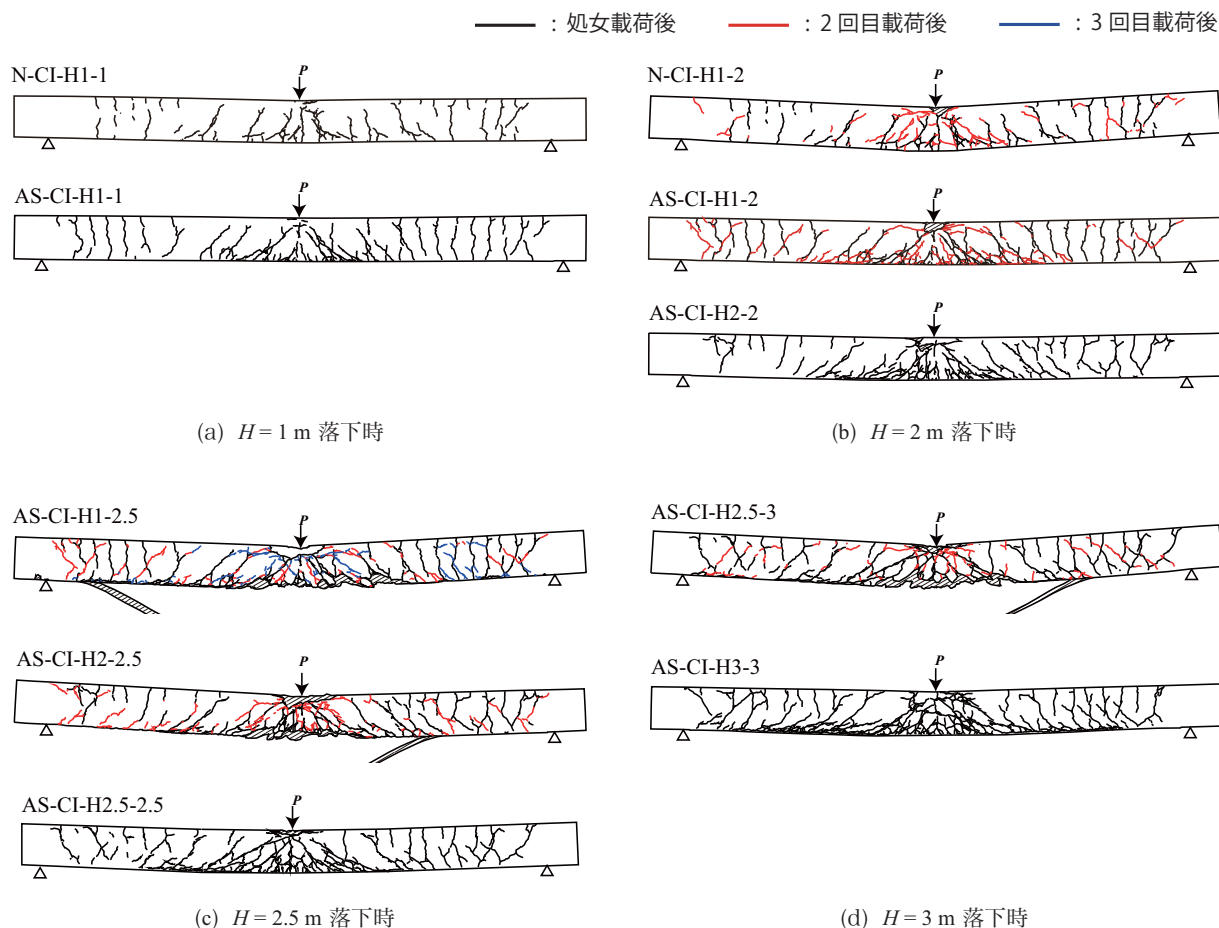 : 処女載荷後 : 2 回目載荷後 : 3 回目載荷後
N-CI-H1-1
P
AS-CI-H1-1
P
(a) H = 1 m 落下時
N-CI-H1-2
P
AS-CI-H1-2
P
AS-CI-H2-2
P
(b) H = 2 m 落下時
AS-CI-H1-2.5
P
AS-CI-H2-2.5
P
AS-CI-H2.5-2.5
P
(c) H = 2.5 m 落下時
AS-CI-H2.5-3
P
AS-CI-H3-3
P
(d) H = 3 m 落下時